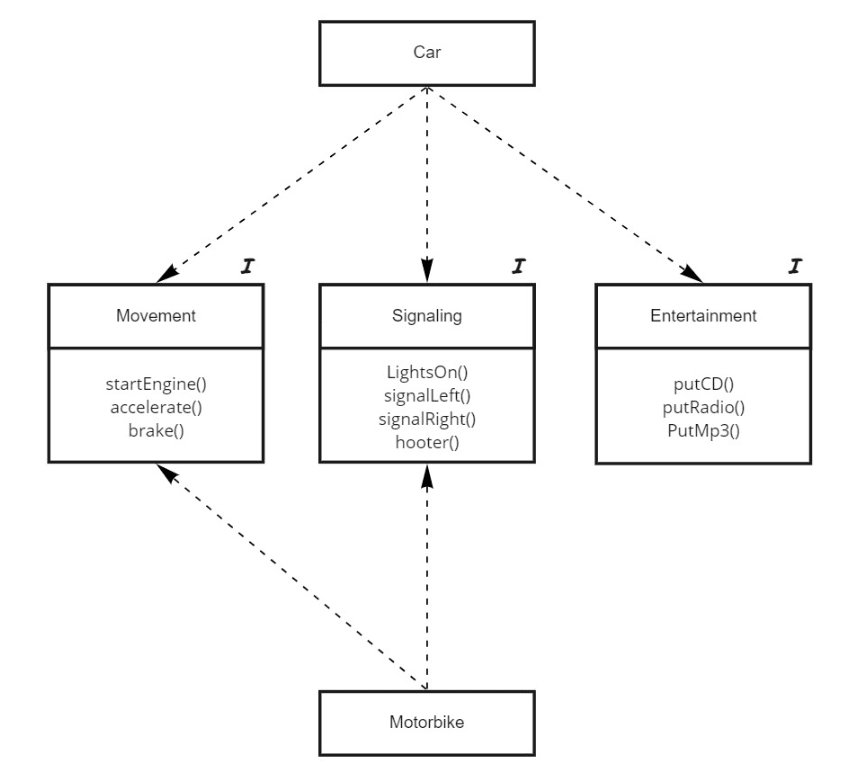 Car
I
I
I
Movement
Signaling
Entertainment
startEngine()
accelerate()
brake()
LightsOn()
signalLeft()
signalRight()
hooter()
putCD()
putRadio()
PutMp3()
Motorbike